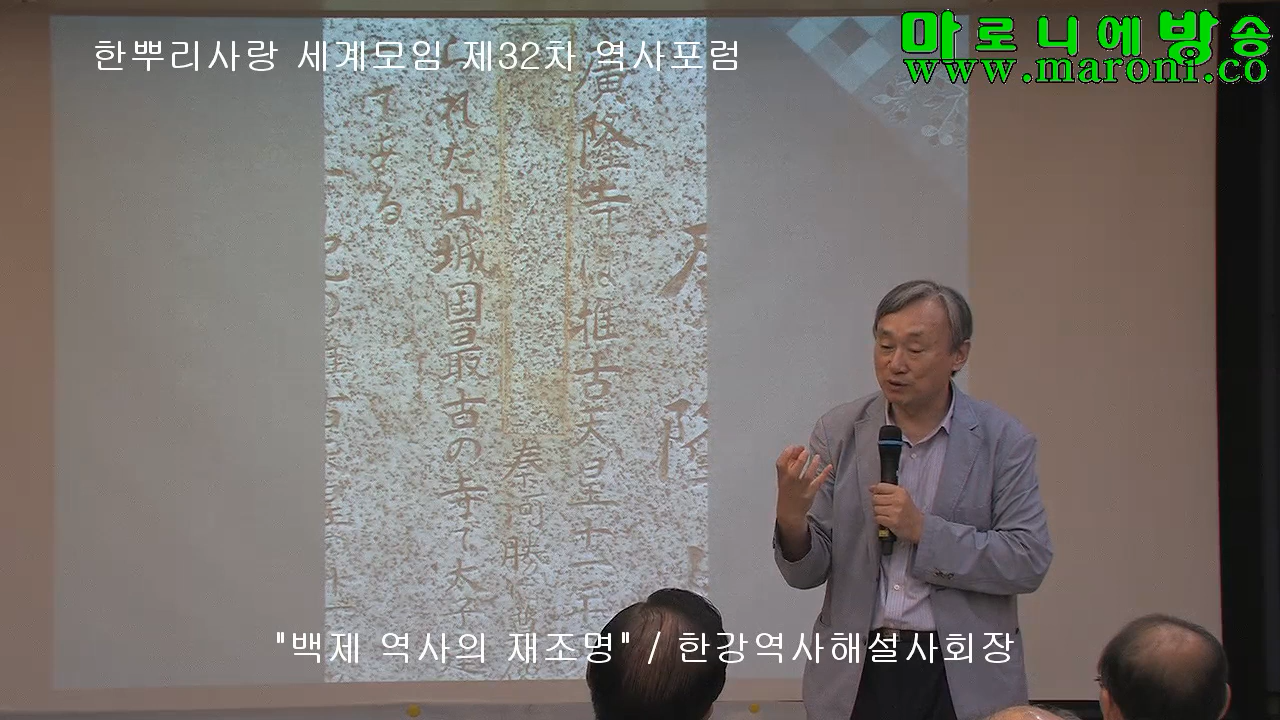 한뿌리사랑 세계모임 제32차 역사포럼
마로니에방송
www.maroni.co
廣隆寺は推古天皇十一年
秦河勝
れた山城国最古の寺で太子
である
"백제 역사의 재조명" / 한강역사해설사회장